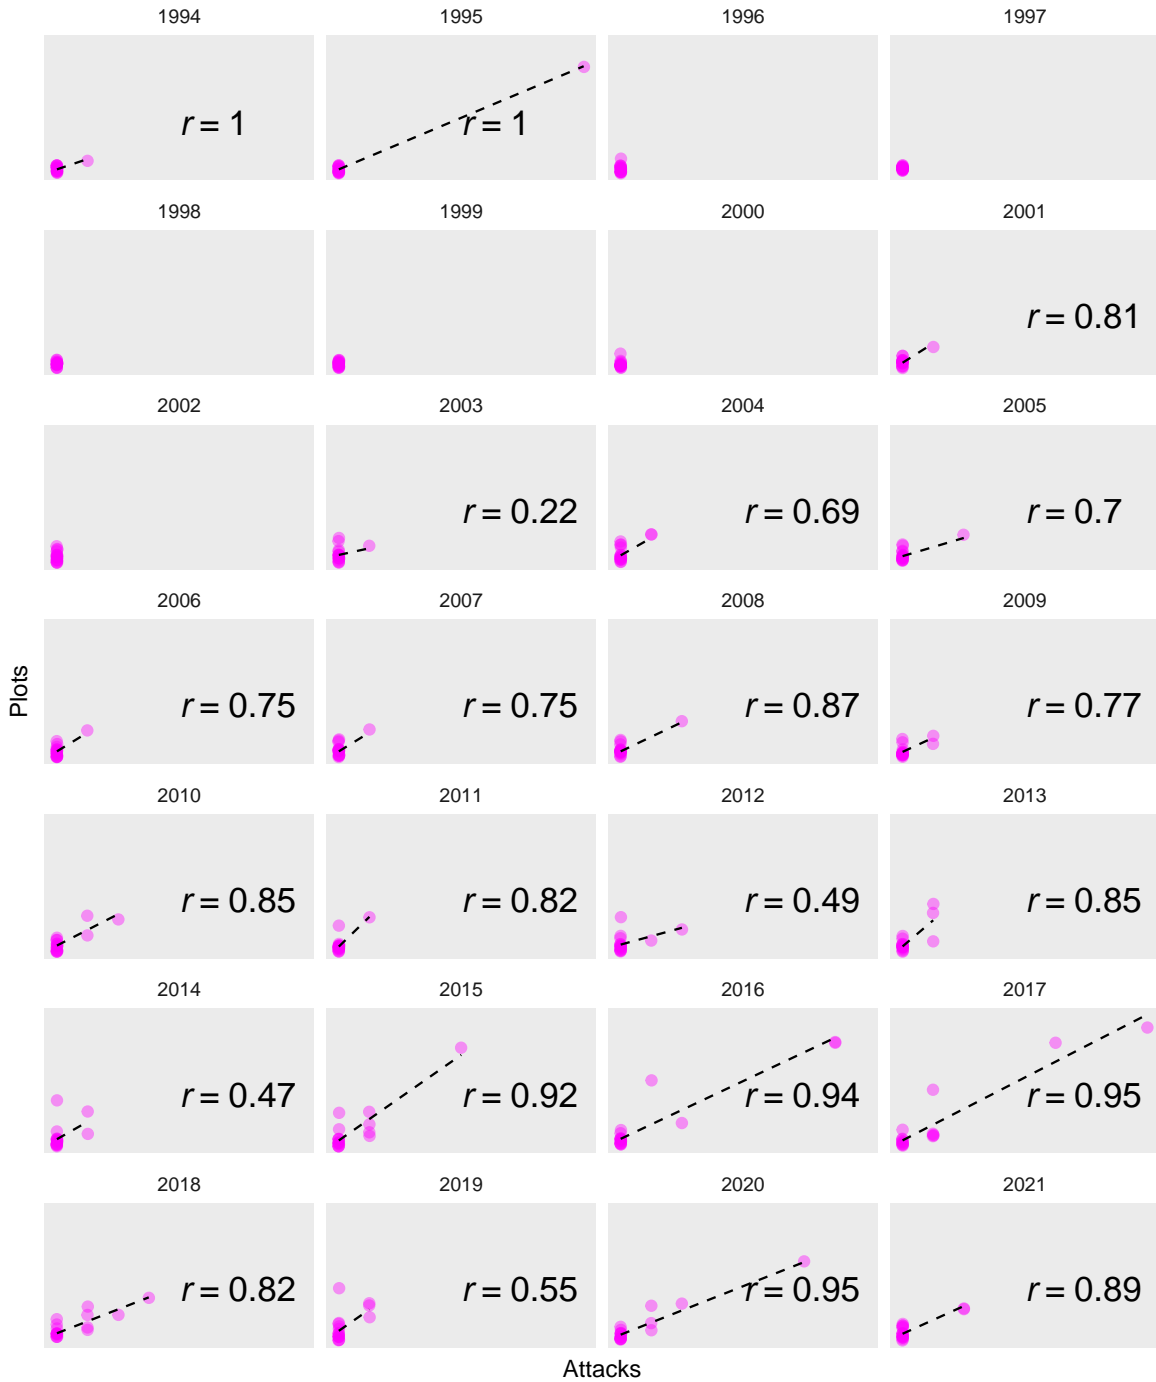 1994 1995 1996 1997
r = 1 r = 1
1998 1999 2000 2001
r = 0.81
2002 2003 2004 2005
r = 0.22 r = 0.69 r = 0.7
2006 2007 2008 2009
Plots
r = 0.75 r = 0.75 r = 0.87 r = 0.77
2010 2011 2012 2013
r = 0.85 r = 0.82 r = 0.49 r = 0.85
2014 2015 2016 2017
r = 0.47 r = 0.92 r = 0.94 r = 0.95
2018 2019 2020 2021
r = 0.82 r = 0.55 r = 0.95 r = 0.89
Attacks